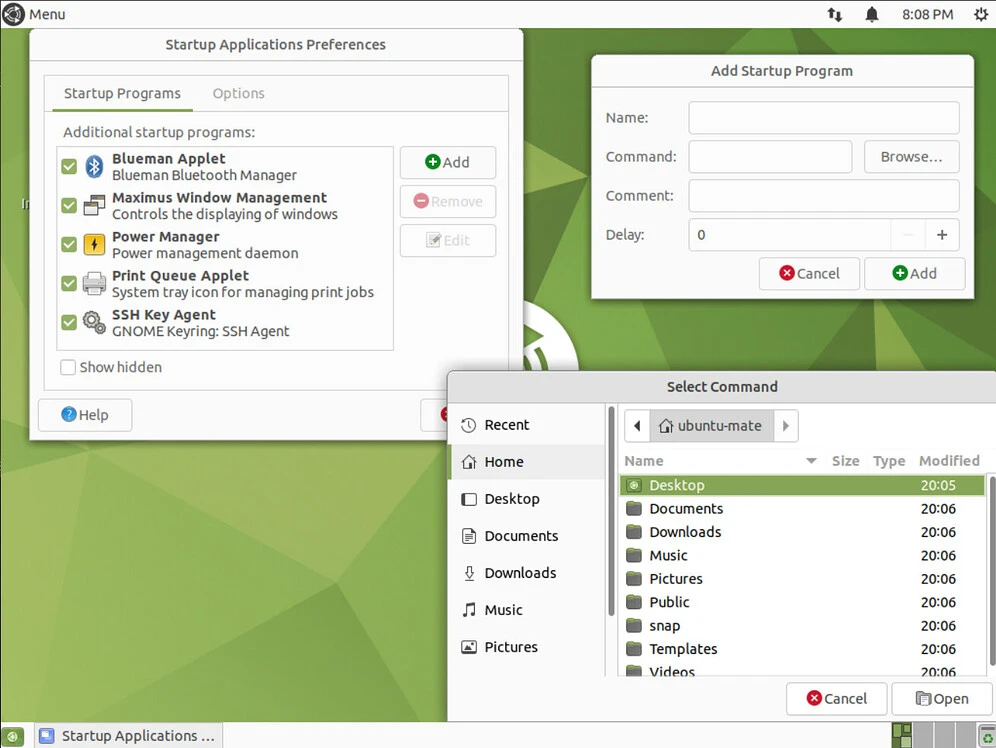 Menu
8:08 PM
Startup Applications Preferences
Startup Programs
Options
Additional startup programs:
Blueman Applet
Blueman Bluetooth Manager
Maximus Window Management
Controls the displaying of windows
Power Manager
Power management daemon
Print Queue Applet
System tray icon for managing print jobs
SSH Key Agent
GNOME Keyring: SSH Agent
Add
Remove
Edit
Show hidden
Help
Add Startup Program
Name:
Command:
Browse...
Comment:
Delay:
0
Cancel
Add
Select Command
Recent
Home
Desktop
Documents
Downloads
Music
Pictures
ubuntu-mate
Name Size Type Modified
Desktop 20:05
Documents 20:06
Downloads 20:06
Music 20:06
Pictures 20:06
Public 20:06
snap 20:06
Templates 20:06
Videos 20:06
Cancel
Open
Startup Applications ...